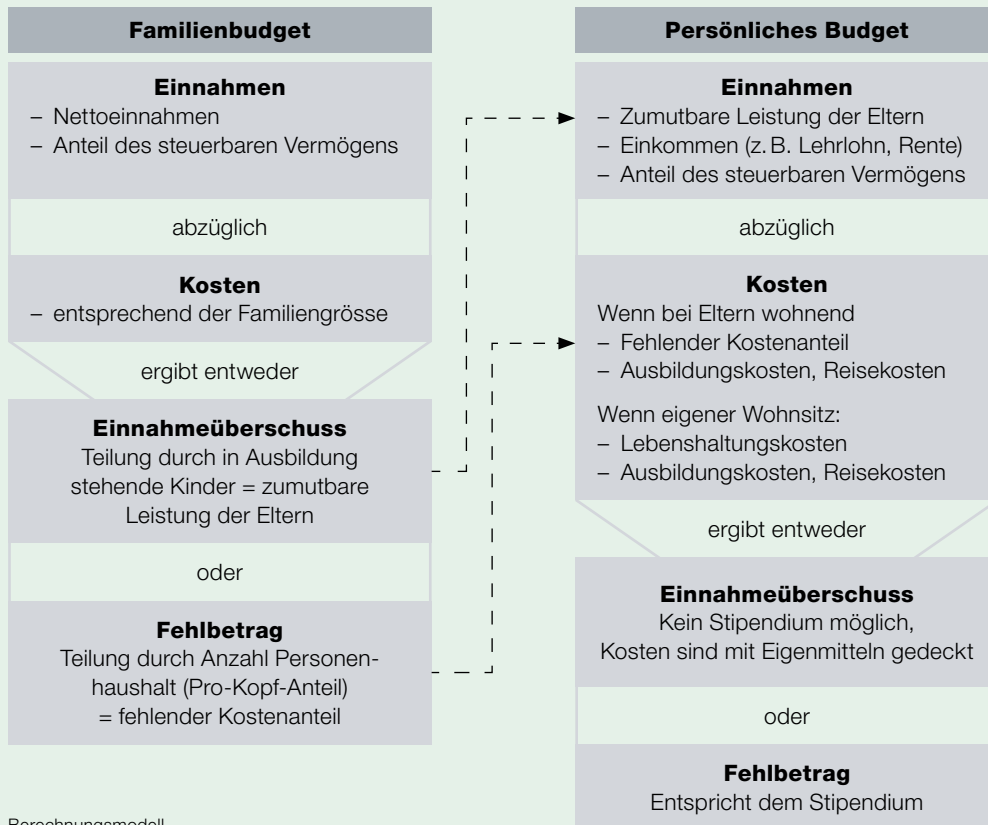 Familienbudget
Einnahmen
– Nettoeinnahmen
– Anteil des steuerbaren Vermögens
abzüglich
Kosten
– entsprechend der Familiengrösse
ergibt entweder
Einnahmeüberschuss
Teilung durch in Ausbildung
stehende Kinder = zumutbare
Leistung der Eltern
oder
Fehlbetrag
Teilung durch Anzahl Personen-
haushalt (Pro-Kopf-Anteil)
= fehlender Kostenanteil
Persönliches Budget
Einnahmen
– Zumutbare Leistung der Eltern
– Einkommen (z. B. Lehrlohn, Rente)
– Anteil des steuerbaren Vermögens
abzüglich
Kosten
Wenn bei Eltern wohnend
– Fehlender Kostenanteil
– Ausbildungskosten, Reisekosten
Wenn eigener Wohnsitz:
– Lebenshaltungskosten
– Ausbildungskosten, Reisekosten
ergibt entweder
Einnahmeüberschuss
Kein Stipendium möglich,
Kosten sind mit Eigenmitteln gedeckt
oder
Fehlbetrag
Entspricht dem Stipendium
Berechnungsmodell